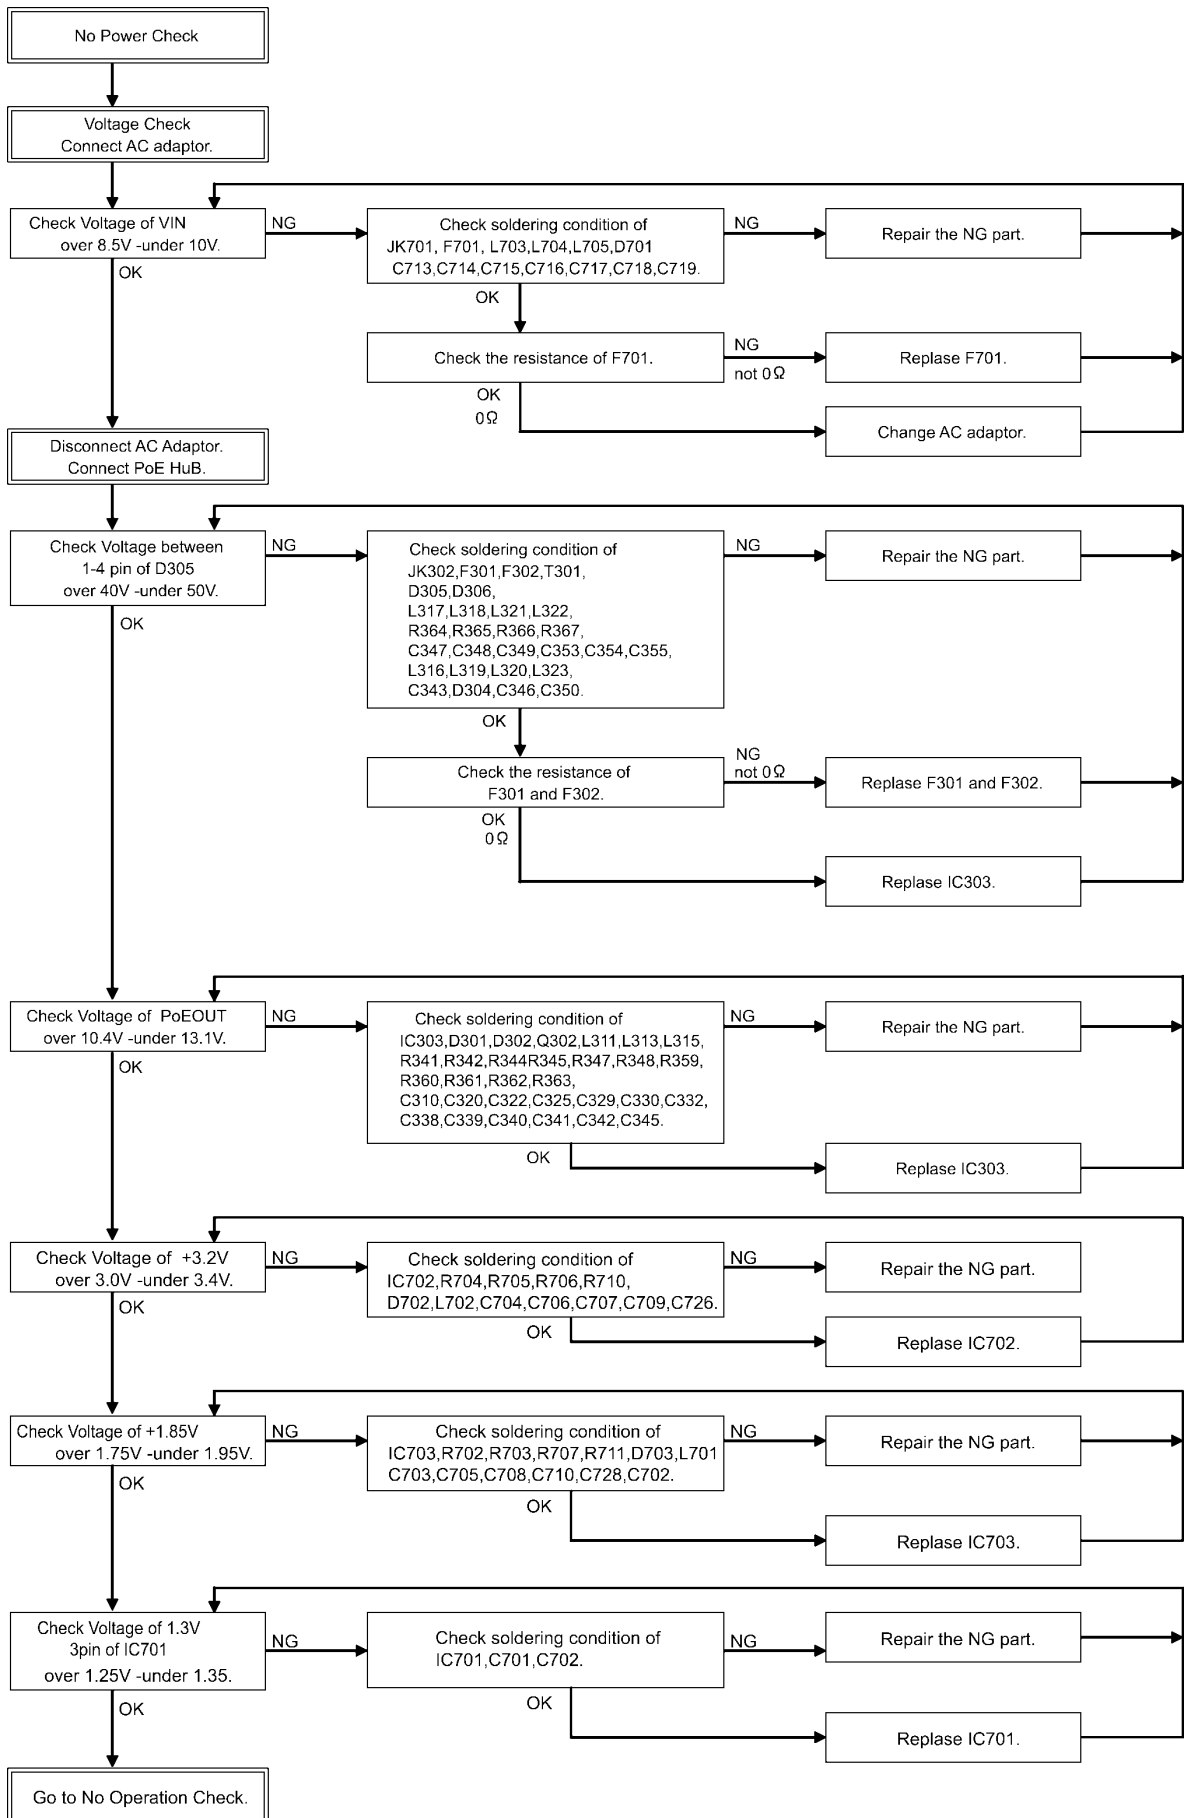 No Power Check
Voltage Check
Connect AC adaptor.
Check Voltage of VIN
over 8.5V -under 10V.
NG
Check soldering condition of
JK701, F701, L703,L704,L705,D701
C713,C714,C715,C716,C717,C718,C719.
NG
Repair the NG part.
OK
OK
Check the resistance of F701.
NG
not 0Ω
Replase F701.
OK
0Ω
Change AC adaptor.
Disconnect AC Adaptor.
Connect PoE HuB.
Check Voltage between
1-4 pin of D305
over 40V -under 50V.
NG
Check soldering condition of
JK302,F301,F302,T301,
D305,D306,
L317,L318,L321,L322,
R364,R365,R366,R367,
C347,C348,C349,C353,C354,C355,
L316,L319,L320,L323,
C343,D304,C346,C350.
NG
Repair the NG part.
OK
OK
Check the resistance of
F301 and F302.
NG
not 0Ω
Replase F301 and F302.
OK
0Ω
Replase IC303.
Check Voltage of PoEOUT
over 10.4V -under 13.1V.
NG
Check soldering condition of
IC303,D301,D302,Q302,L311,L313,L315,
R341,R342,R344R345,R347,R348,R359,
R360,R361,R362,R363,
C310,C320,C322,C325,C329,C330,C332,
C338,C339,C340,C341,C342,C345.
NG
Repair the NG part.
OK
OK
Replase IC303.
Check Voltage of +3.2V
over 3.0V -under 3.4V.
NG
Check soldering condition of
IC702,R704,R705,R706,R710,
D702,L702,C704,C706,C707,C709,C726.
NG
Repair the NG part.
OK
OK
Replase IC702.
Check Voltage of +1.85V
over 1.75V -under 1.95V.
NG
Check soldering condition of
IC703,R702,R703,R707,R711,D703,L701
C703,C705,C708,C710,C728,C702.
NG
Repair the NG part.
OK
OK
Replase IC703.
Check Voltage of 1.3V
3pin of IC701
over 1.25V -under 1.35.
NG
Check soldering condition of
IC701,C701,C702.
NG
Repair the NG part.
OK
OK
Replase IC701.
Go to No Operation Check.